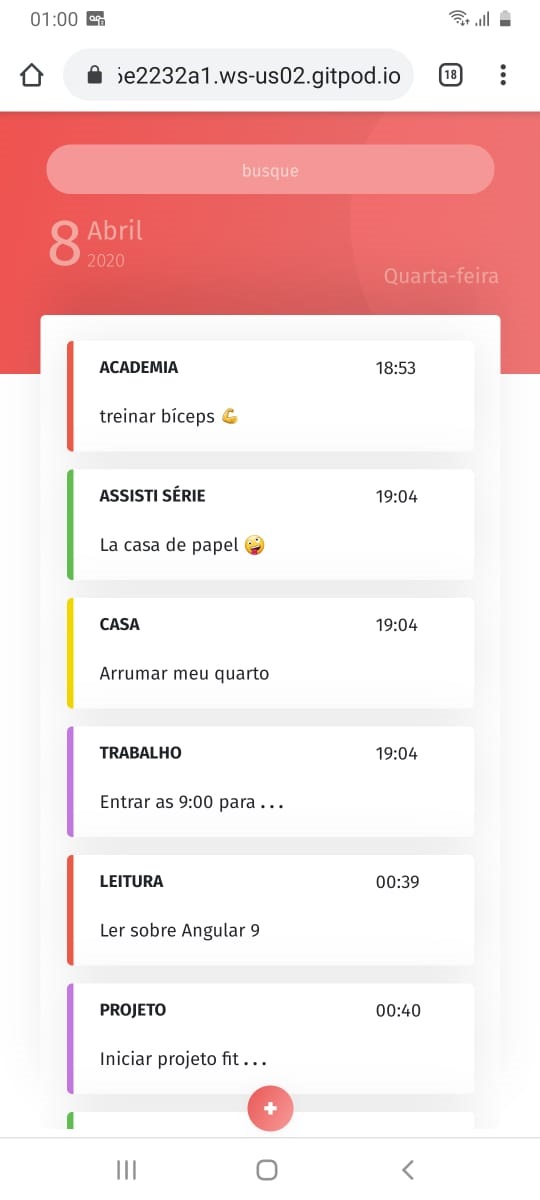 01:00
5e2232a1.ws-us02.gitpod.io
18
busque
8 Abril
2020
Quarta-feira
ACADEMIA 18:53
treinar bíceps 💪
ASSISTI SÉRIE 19:04
La casa de papel 🤪
CASA 19:04
Arrumar meu quarto
TRABALHO 19:04
Entrar as 9:00 para . . .
LEITURA 00:39
Ler sobre Angular 9
PROJETO 00:40
Iniciar projeto fit . . .